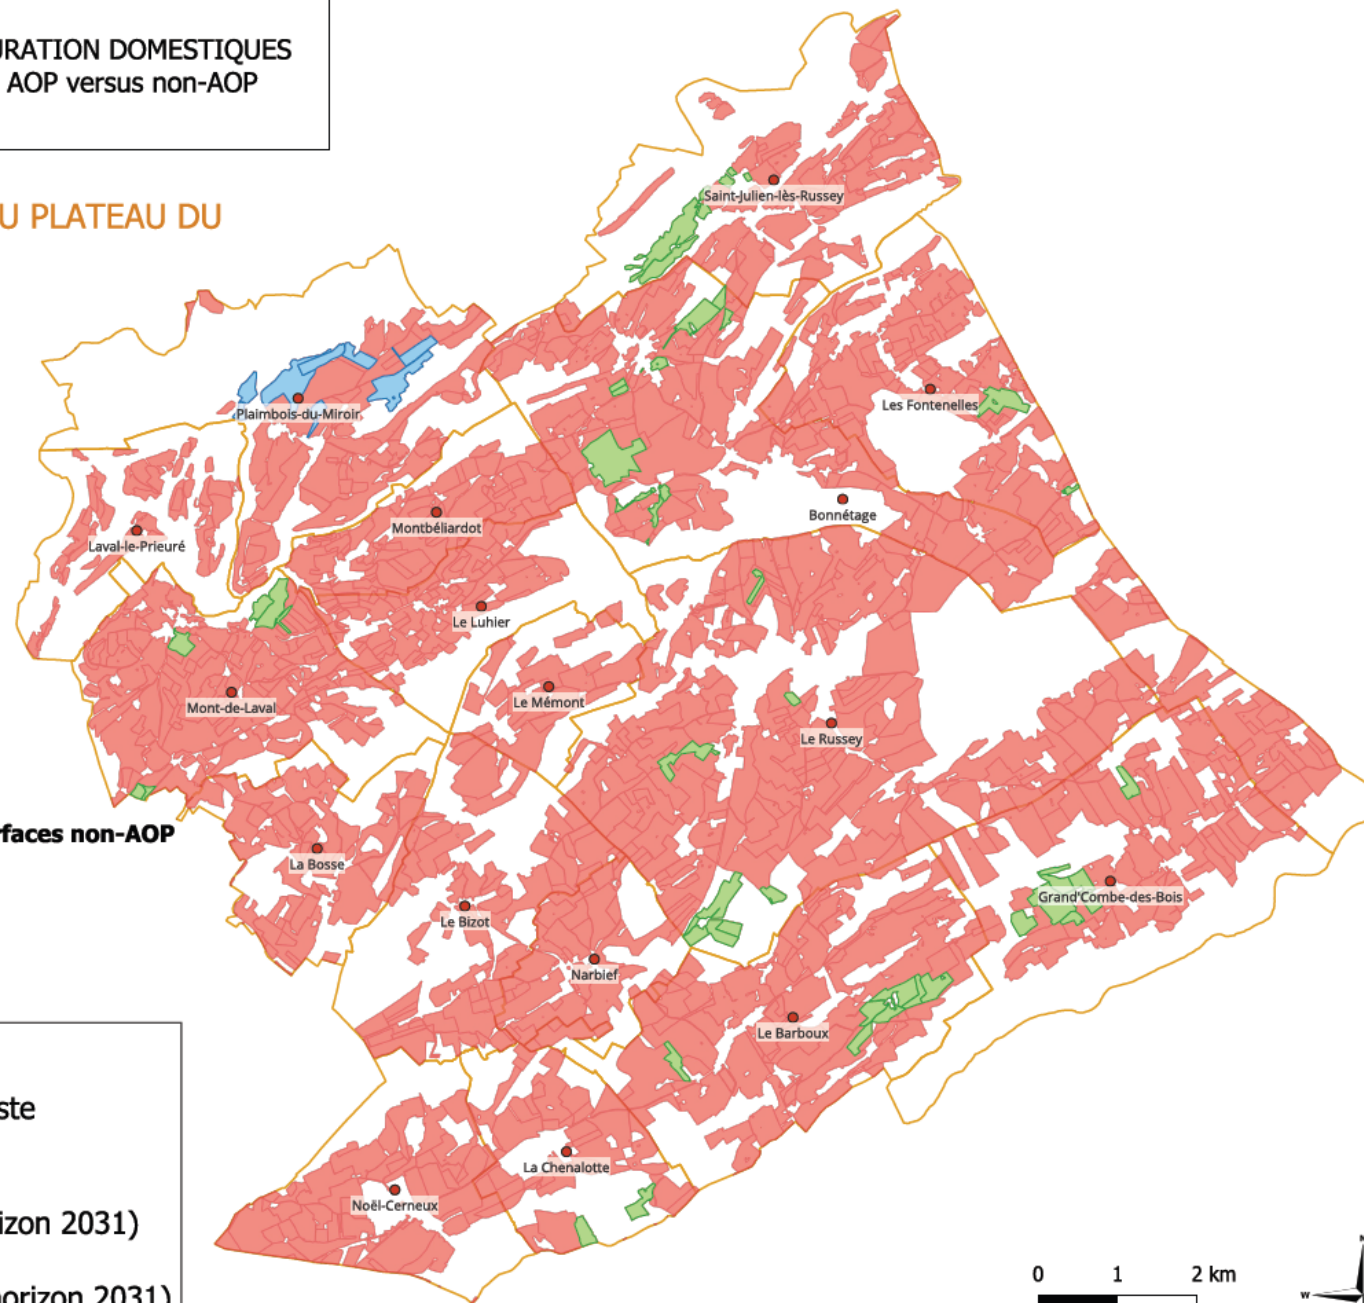 URATION DOMESTIQUES
AOP versus non-AOP
U PLATEAU DU
Saint-Julien-lès-Russey
Les Fontenelles
Plaimbois-du-Miroir
Bonnétage
Montbéliardot
Laval-le-Prieuré
Le Luhier
Le Mémont
Mont-de-Laval
Le Russey
rfaces non-AOP
La Bosse
Grand'Combe-des-Bois
Le Bizot
Narbief
Le Barboux
ste
La Chenalotte
Noël-Cerneux
izon 2031)
0 1 2 km
horizon 2031)
W